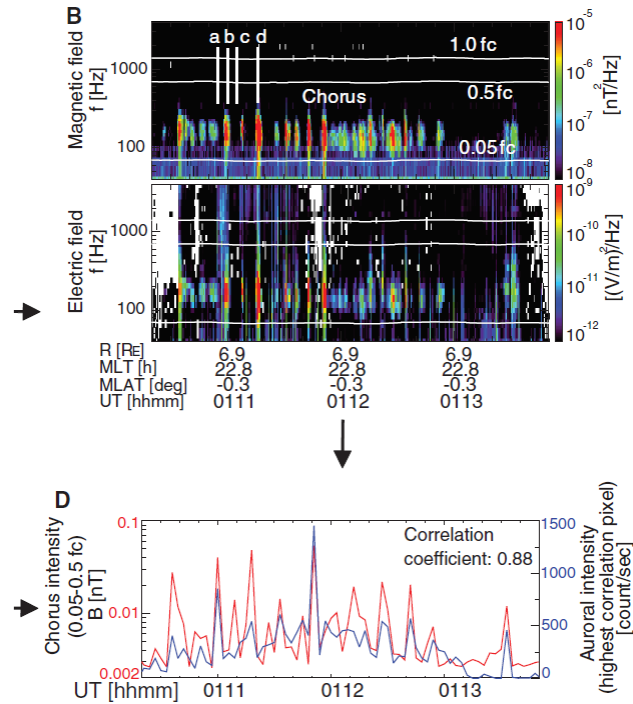 B
a b c d
1.0 fc
0.5 fc
Chorus
0.05 fc
Magnetic field
f [Hz]
1000
100
10-5
10-6
10-7
10-8
[nT2/Hz]
Electric field
f [Hz]
1000
100
10-9
10-10
10-11
10-12
[(V/m)2/Hz]
R [RE] 6.9 6.9 6.9
MLT [h] 22.8 22.8 22.8
MLAT [deg] -0.3 -0.3 -0.3
UT [hhmm] 0111 0112 0113
D
Chorus intensity
(0.05-0.5 fc)
B [nT]
0.1
0.01
0.002
Correlation
coefficient: 0.88
1500
1000
500
0
Auroral intensity
(highest correlation pixel)
[count/sec]
UT [hhmm] 0111 0112 0113